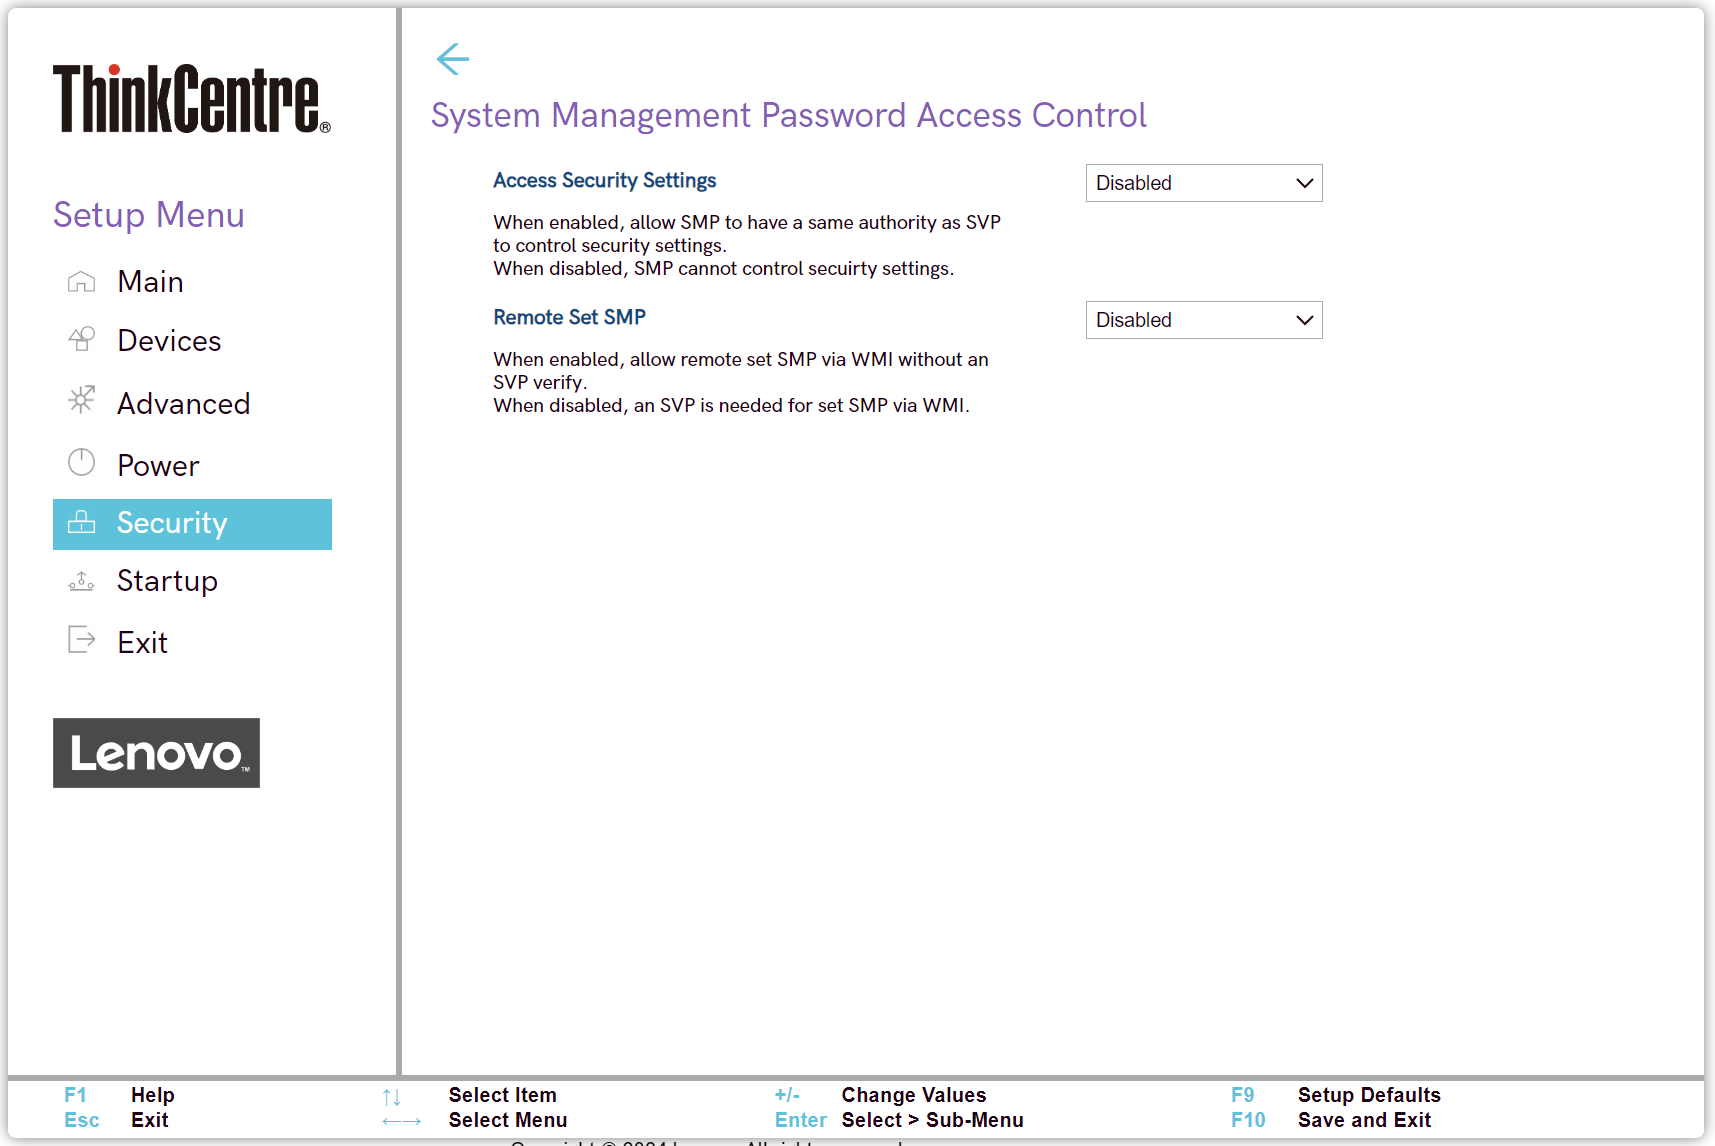 ThinkCentre®
Setup Menu
Main
Devices
Advanced
Power
Security
Startup
Exit
Lenovo™
System Management Password Access Control
Access Security Settings
Disabled
When enabled, allow SMP to have a same authority as SVP
to control security settings.
When disabled, SMP cannot control secuirty settings.
Remote Set SMP
Disabled
When enabled, allow remote set SMP via WMI without an
SVP verify.
When disabled, an SVP is needed for set SMP via WMI.
F1 Help ↑↓ Select Item +/- Change Values F9 Setup Defaults
Esc Exit ←→ Select Menu Enter Select > Sub-Menu F10 Save and Exit